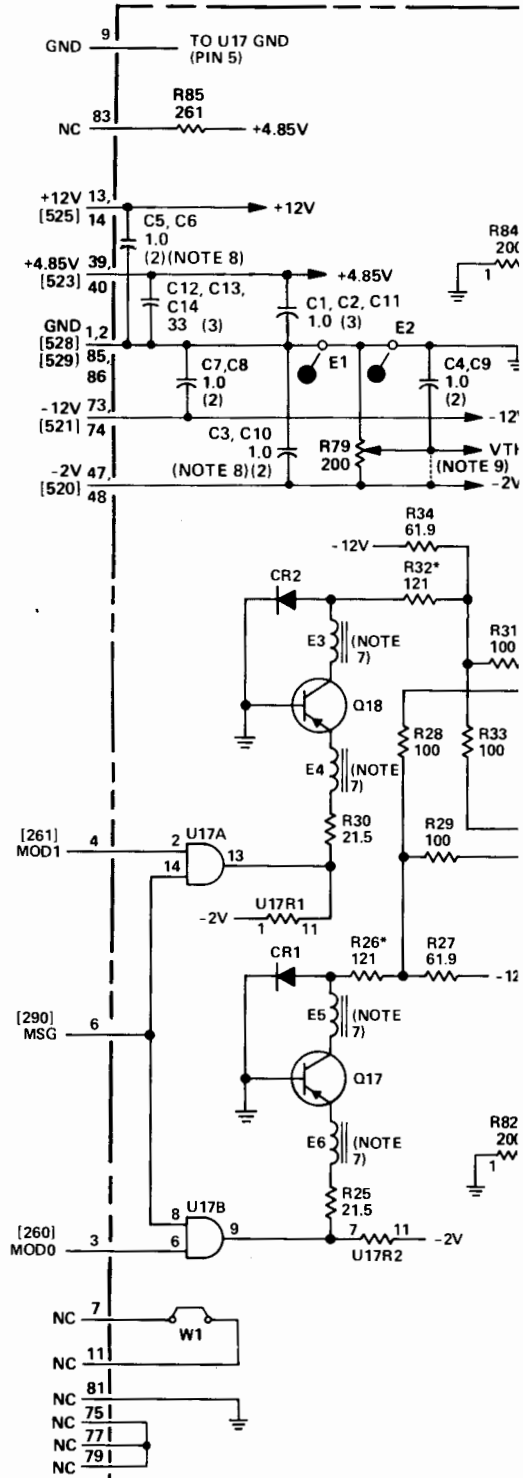 GND 9 TO U17 GND
(PIN 5)
NC 83 R85
261
+4.85V
+12V 13,
[525] 14
+12V
C5, C6
1.0
(2)(NOTE 8)
R84
200
1
+4.85V 39,
[523] 40
+4.85V
C12, C13,
C14
33 (3)
C1, C2, C11
1.0 (3)
GND 1,2
[528]
[529] 85,
86
E1
E2
C7,C8
1.0
(2)
C4,C9
1.0
(2)
-12V 73,
[521] 74
-12V
C3, C10
1.0
(NOTE 8)(2)
R79
200
VTH
(NOTE 9)
-2V 47,
[520] 48
-2V
R34
61.9
-12V
R32*
121
CR2
E3 (NOTE
7)
R31
100
Q18
R28
100
R33
100
E4 (NOTE
7)
R30
21.5
R29
100
[261]
MOD1 4
2 U17A
14
13
U17R1
-2V 1 11
CR1
R26*
121
R27
61.9
-12
E5 (NOTE
7)
[290]
MSG 6
Q17
E6 (NOTE
7)
R82
200
1
R25
21.5
[260]
MOD0 3
8 U17B
6
9
7 11 -2V
U17R2
NC 7
W1
NC 11
NC 81
NC 75
NC 77
NC 79